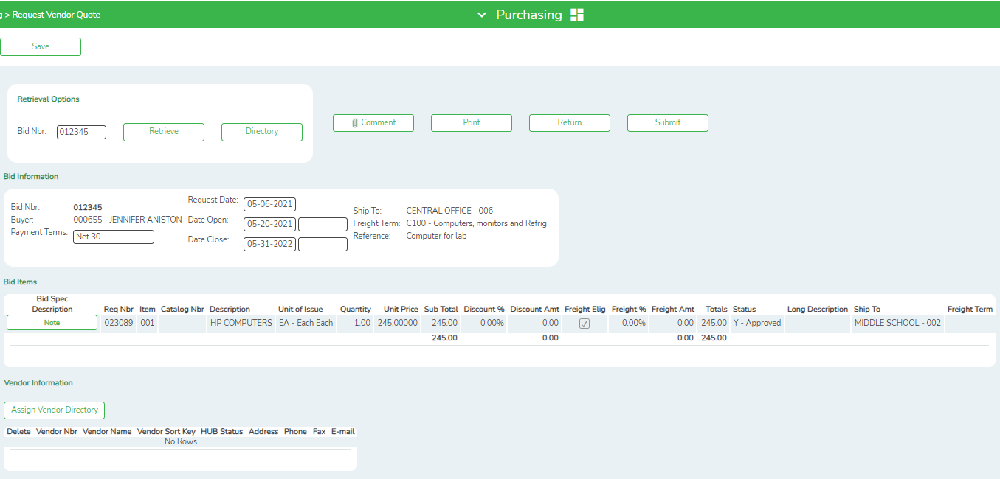 g > Request Vendor Quote
Purchasing
Save
Retrieval Options
Bid Nbr: 012345 Retrieve Directory
Comment Print Return Submit
Bid Information
Bid Nbr: 012345
Buyer: 000655 - JENNIFER ANISTON
Payment Terms: Net 30
Request Date: 05-06-2021
Date Open: 05-20-2021
Date Close: 05-31-2022
Ship To: CENTRAL OFFICE - 006
Freight Term: C100 - Computers, monitors and Refrig
Reference: Computer for lab
Bid Items
Bid Spec
Description Req Nbr Item Catalog Nbr Description Unit of Issue Quantity Unit Price Sub Total Discount % Discount Amt Freight Elig Freight % Freight Amt Totals Status Long Description Ship To Freight Term
Note 023089 001 HP COMPUTERS EA - Each Each 1.00 245.00000 245.00 0.00% 0.00 0.00% 0.00 245.00 Y - Approved MIDDLE SCHOOL - 002
245.00 0.00 0.00 245.00
Vendor Information
Assign Vendor Directory
Delete Vendor Nbr Vendor Name Vendor Sort Key HUB Status Address Phone Fax E-mail
No Rows